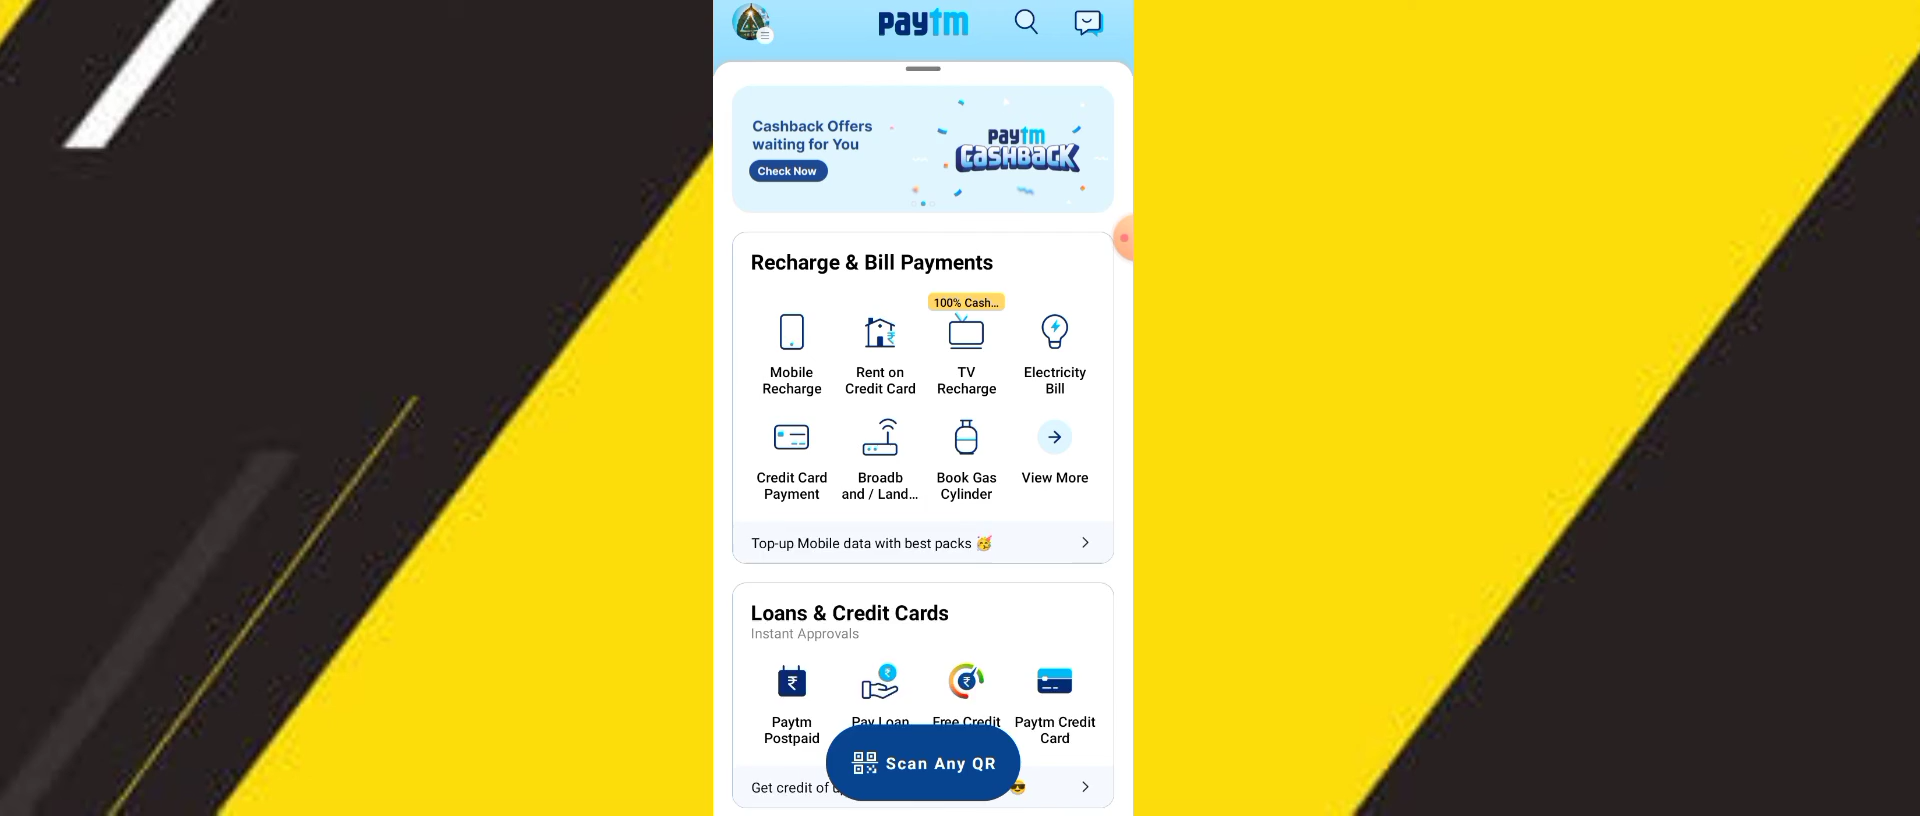 paytm
Cashback Offers
waiting for You
Check Now
paytm
CASHBACK
Recharge & Bill Payments
100% Cash...
Mobile
Recharge
Rent on
Credit Card
TV
Recharge
Electricity
Bill
Credit Card
Payment
Broadb
and / Land...
Book Gas
Cylinder
View More
Top-up Mobile data with best packs 🥳
Loans & Credit Cards
Instant Approvals
Paytm
Postpaid
Pay Loan
Free Credit
Paytm Credit
Card
Scan Any QR
Get credit of